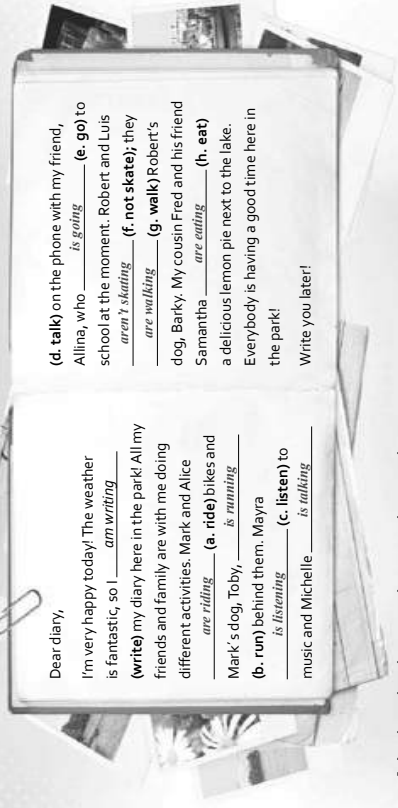 Dear diary,
I'm very happy today! The weather
is fantastic, so I am writing
(write) my diary here in the park! All my
friends and family are with me doing
different activities. Mark and Alice
are riding (a. ride) bikes and
Mark's dog, Toby, is running
(b. run) behind them. Mayra
is listening (c. listen) to
music and Michelle is talking
(d. talk) on the phone with my friend,
Allina, who is going (e. go) to
school at the moment. Robert and Luis
aren't skating (f. not skate); they
are walking (g. walk) Robert's
dog, Barky. My cousin Fred and his friend
Samantha are eating (h. eat)
a delicious lemon pie next to the lake.
Everybody is having a good time here in
the park!
Write you later!